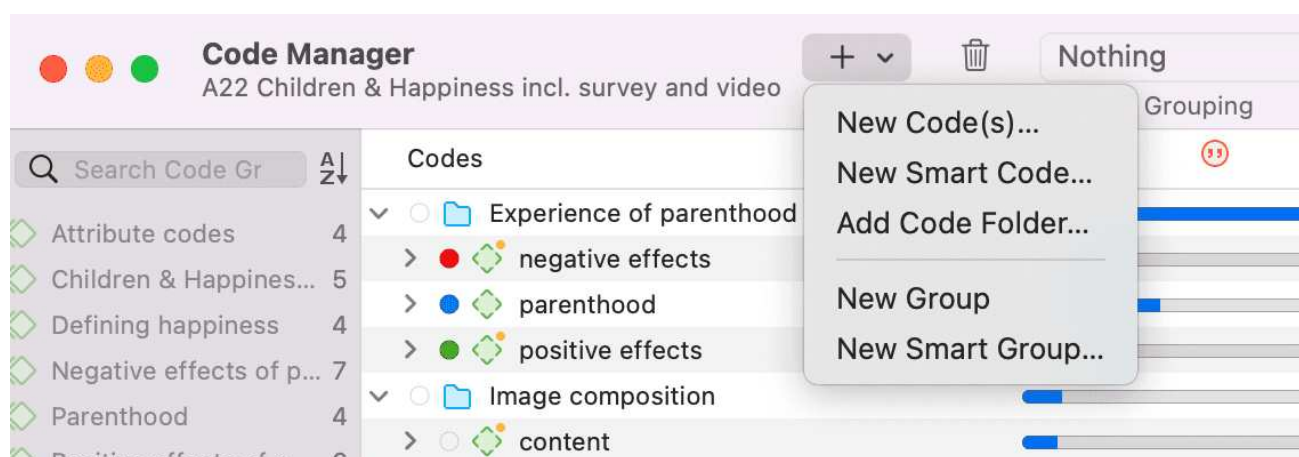 Code Manager
A22 Children & Happiness incl. survey and video
Nothing
Grouping
New Code(s)...
New Smart Code...
Add Code Folder...
New Group
New Smart Group...
Search Code Gr
Attribute codes 4
Children & Happines... 5
Defining happiness 4
Negative effects of p... 7
Parenthood 4
Codes
Experience of parenthood
negative effects
parenthood
positive effects
Image composition
content